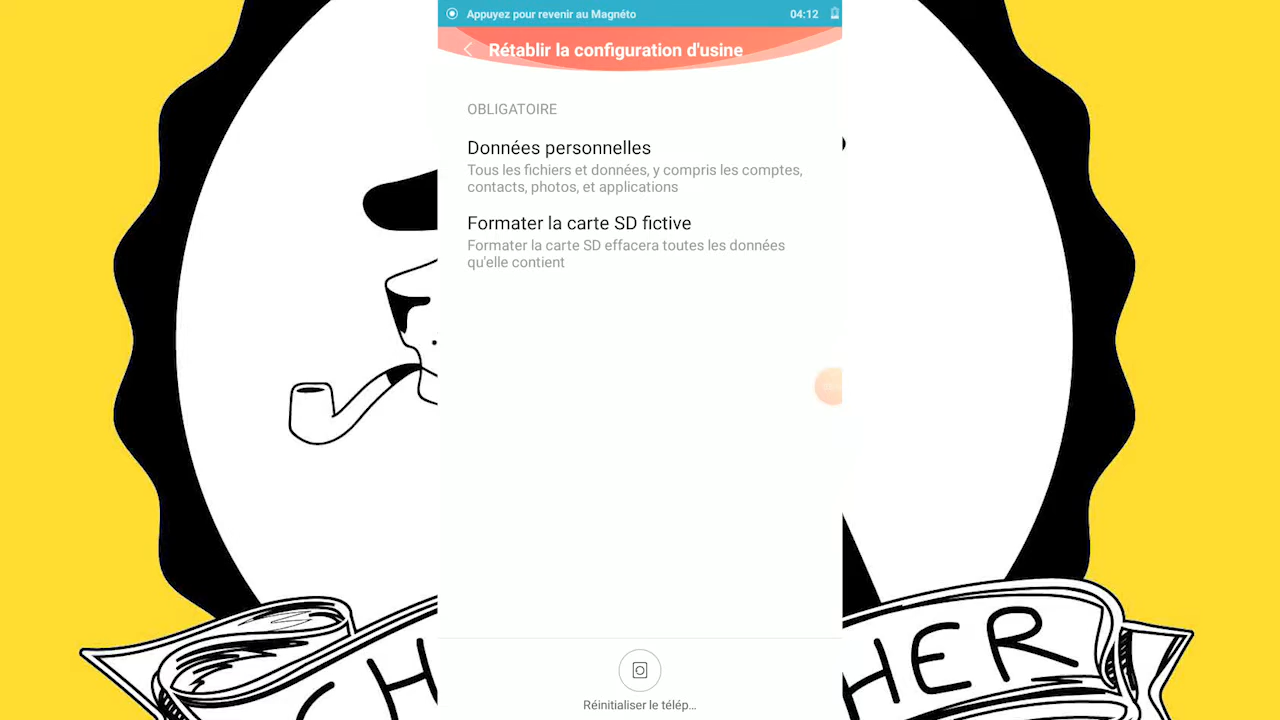 Appuyez pour revenir au Magnéto
04:12
Rétablir la configuration d'usine
OBLIGATOIRE
Données personnelles
Tous les fichiers et données, y compris les comptes,
contacts, photos, et applications
Formater la carte SD fictive
Formater la carte SD effacera toutes les données
qu'elle contient
CH
HER
Réinitialiser le télép...